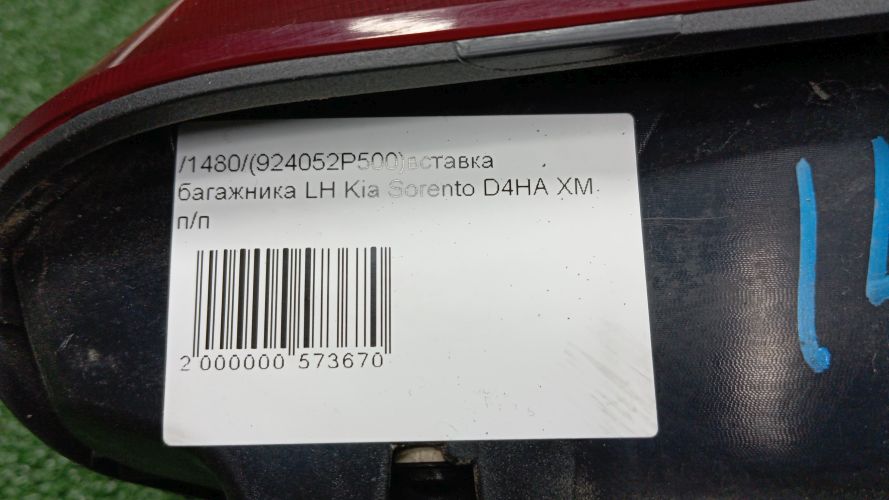 /1480/(924052P500)вставка
багажника LH Kia Sorento D4HA XM
п/п
2 000000 573670